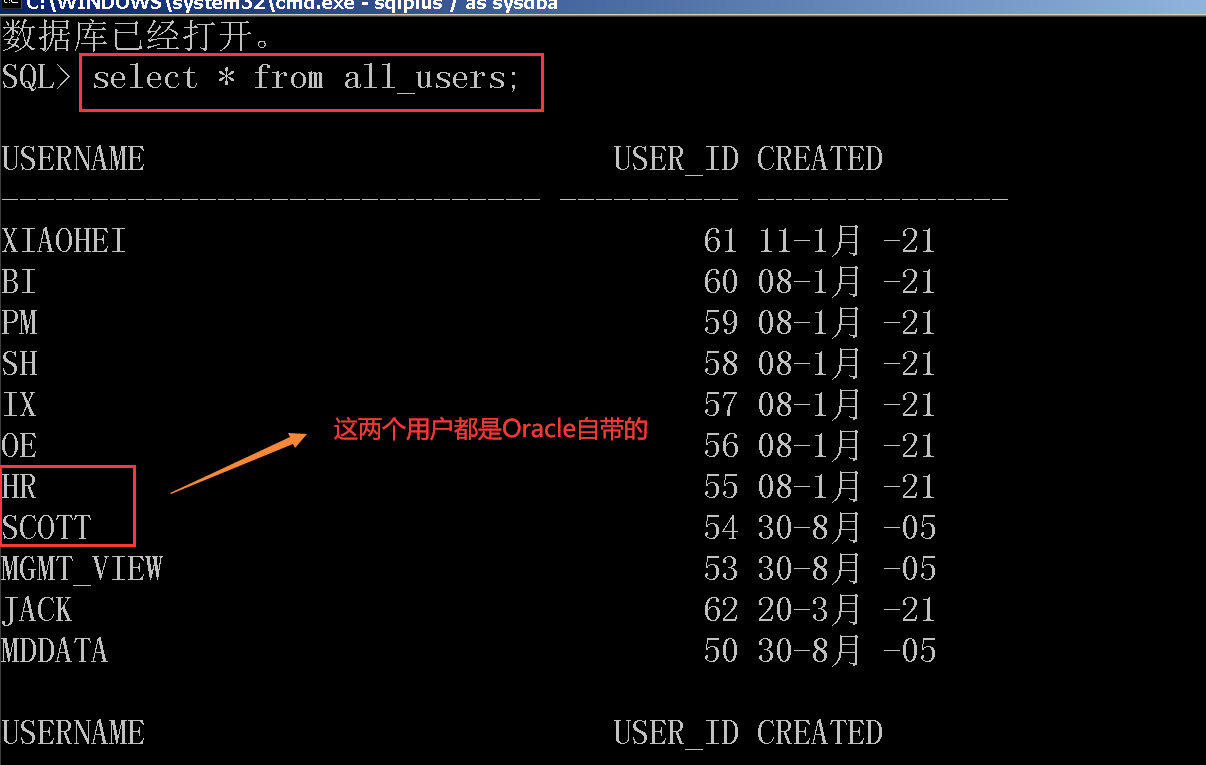 C:\WINDOWS\system32\cmd.exe - sqlplus / as sysdba
数据库已经打开。
SQL> select * from all_users;
USERNAME                          USER_ID CREATED
------------------------------ ---------- --------------
XIAOHEI                                61 11-1月 -21
BI                                     60 08-1月 -21
PM                                     59 08-1月 -21
SH                                     58 08-1月 -21
IX                                     57 08-1月 -21
这两个用户都是Oracle自带的
OE                                     56 08-1月 -21
HR                                     55 08-1月 -21
SCOTT                                  54 30-8月 -05
MGMT_VIEW                              53 30-8月 -05
JACK                                   62 20-3月 -21
MDDATA                                 50 30-8月 -05
USERNAME                          USER_ID CREATED